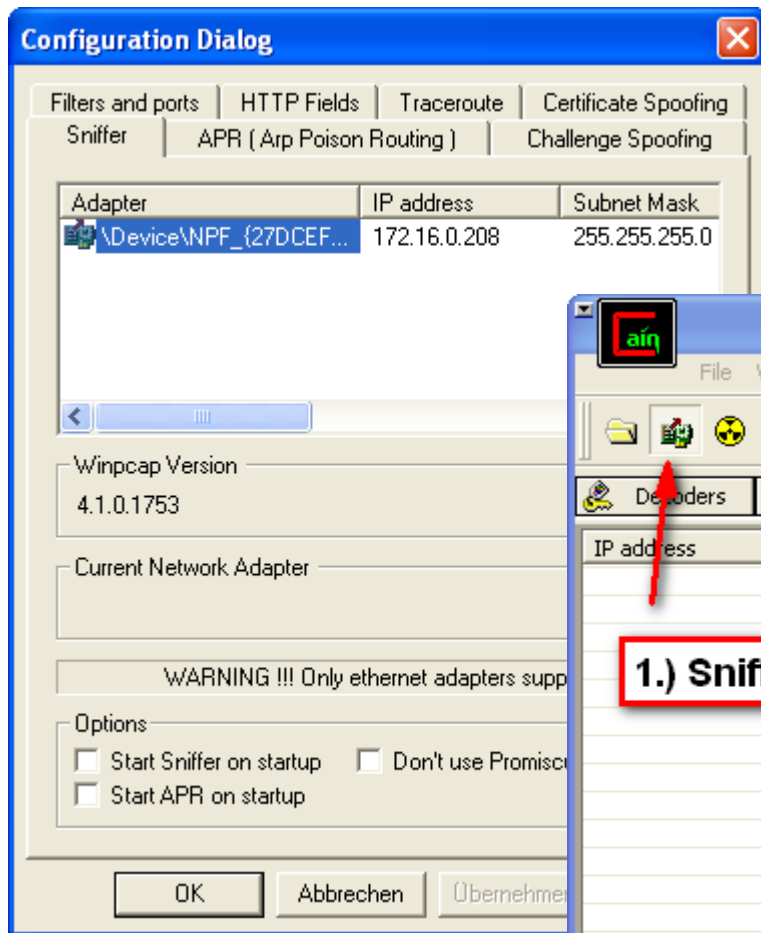 Configuration Dialog
Filters and ports HTTP Fields Traceroute Certificate Spoofing
Sniffer APR ( Arp Poison Routing ) Challenge Spoofing
Adapter IP address Subnet Mask
\Device\NPF_{27DCEF... 172.16.0.208 255.255.255.0
Winpcap Version
4.1.0.1753
Current Network Adapter
WARNING !!! Only ethernet adapters supp
Options
Start Sniffer on startup Don't use Promiscu
Start APR on startup
OK Abbrechen Übernehme
Cain
File
Decoders
IP address
1.) Snif